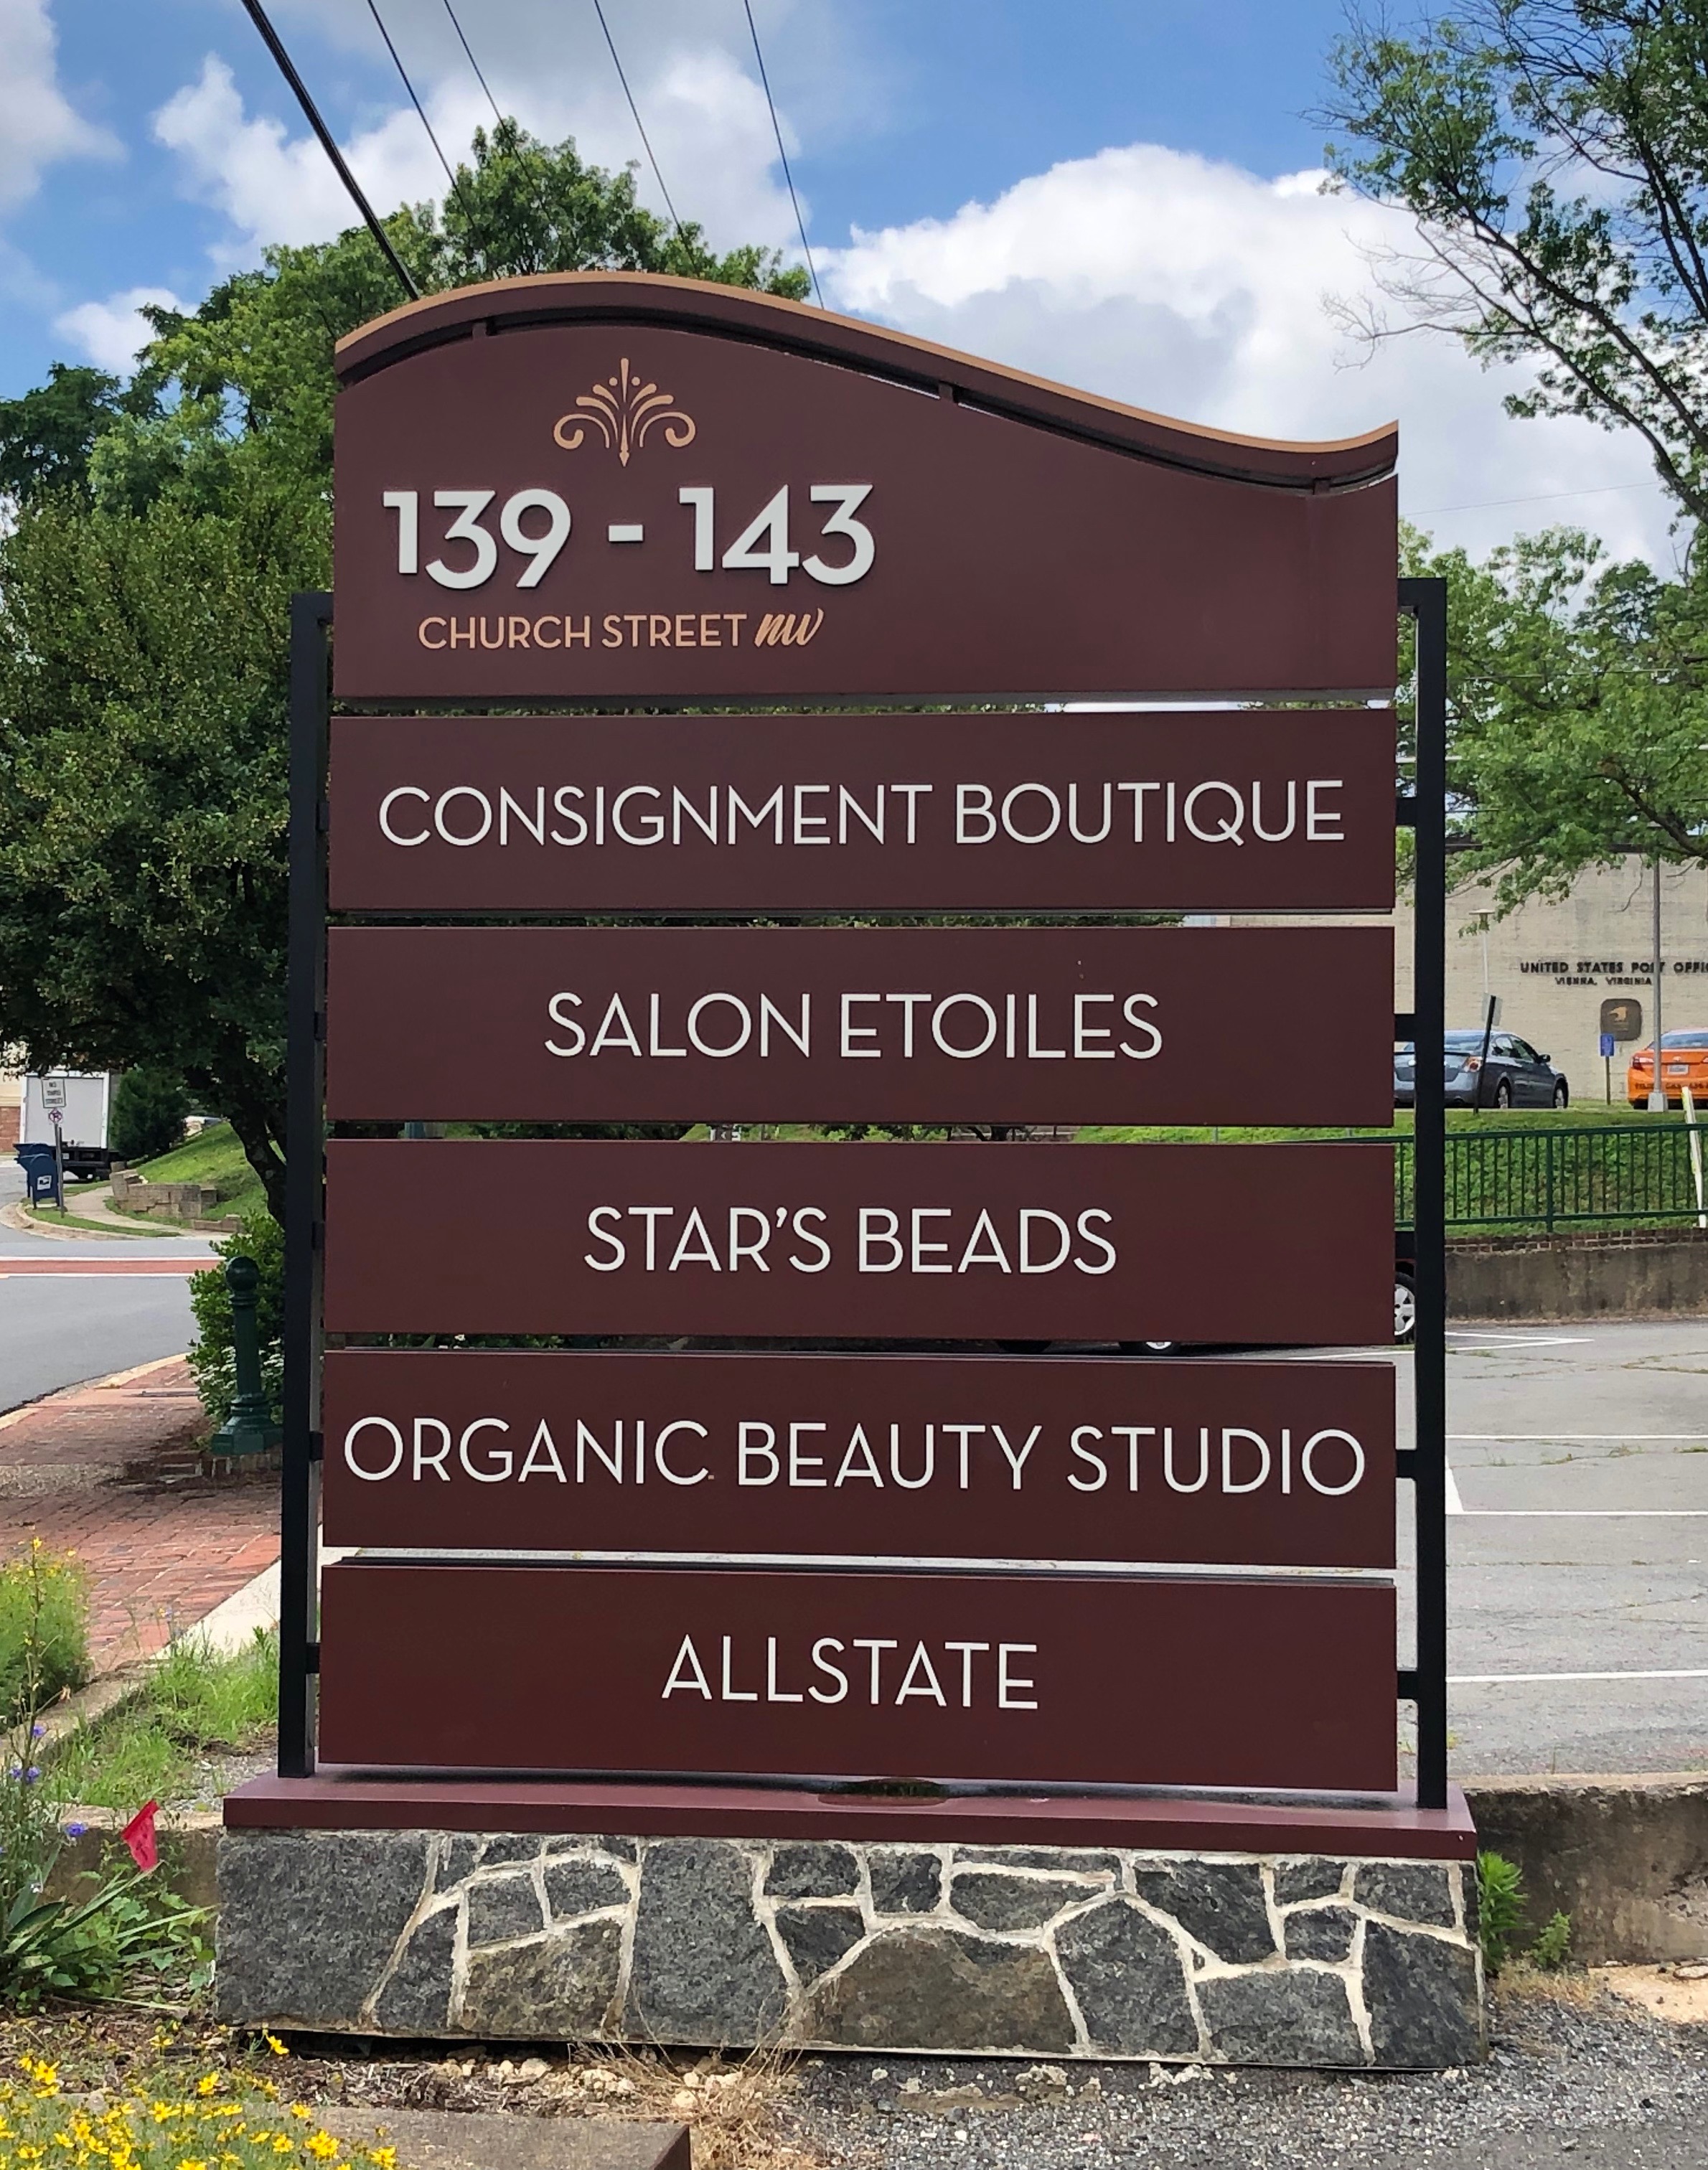 139 - 143
CHURCH STREET NW
CONSIGNMENT BOUTIQUE
SALON ETOILES
STAR'S BEADS
ORGANIC BEAUTY STUDIO
ALLSTATE
UNITED STATES POST OFFIC
VIENNA, VIRGINIA